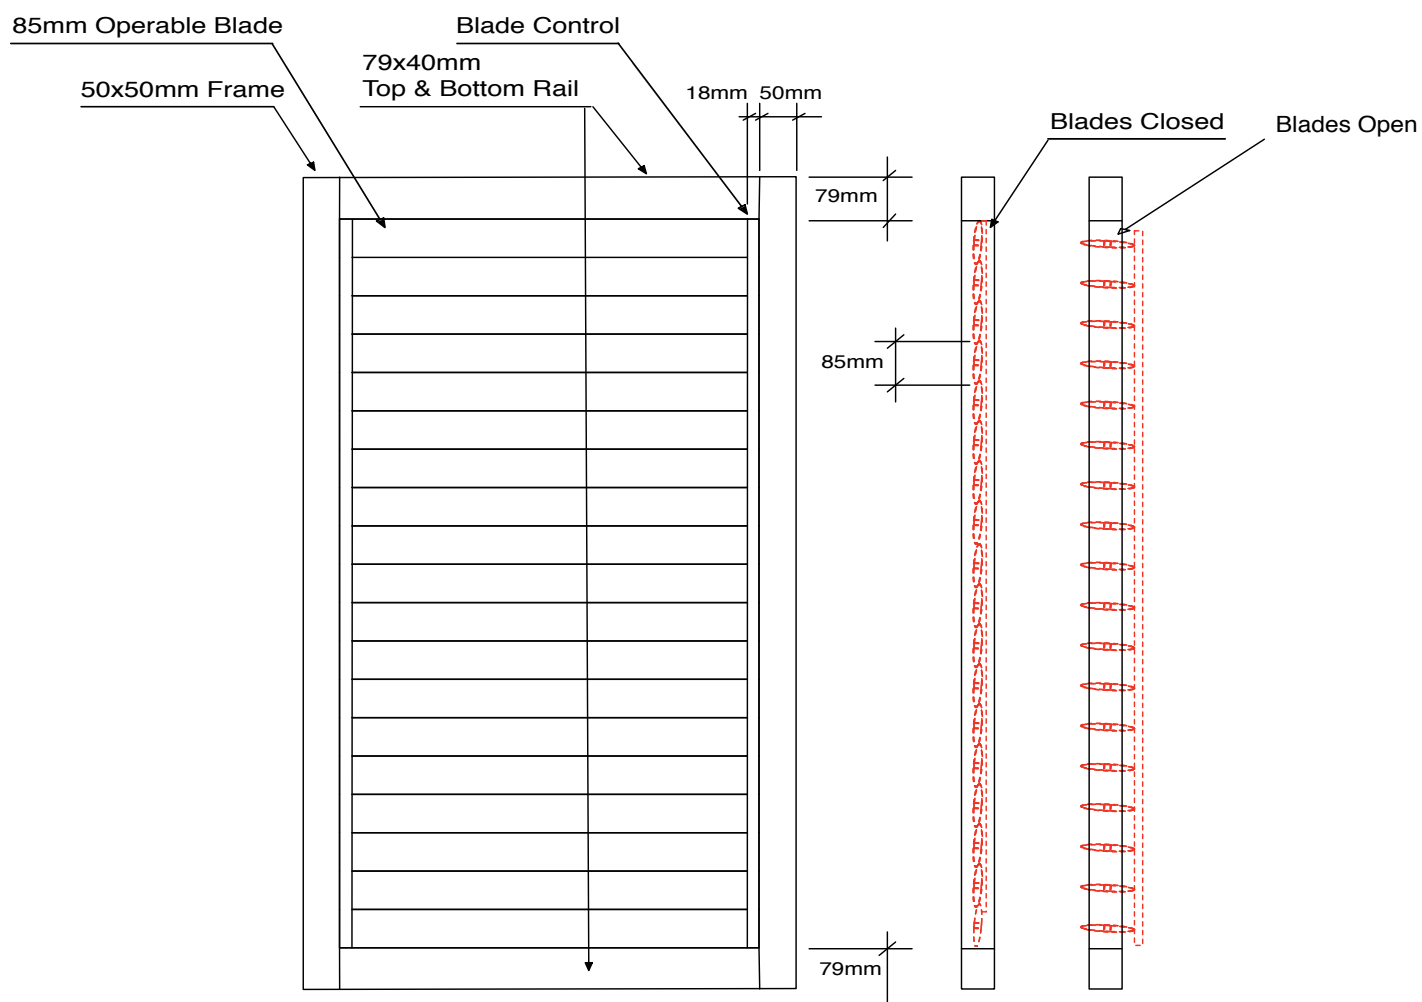 85mm Operable Blade
Blade Control
79x40mm
Top & Bottom Rail
50x50mm Frame
18mm
50mm
Blades Closed
Blades Open
79mm
85mm
79mm